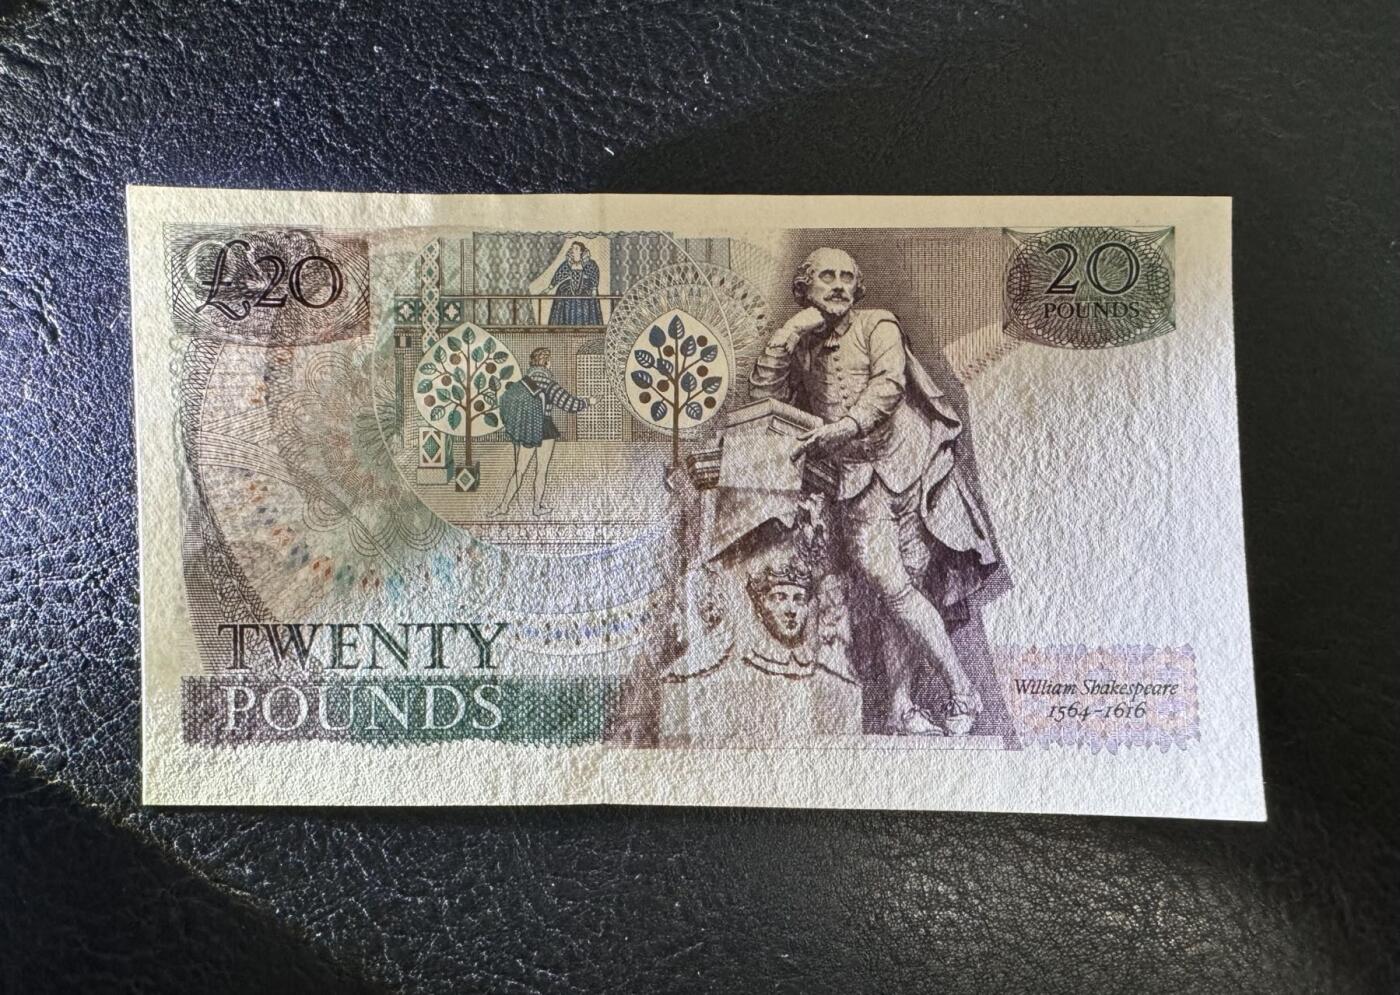 £20
20
POUNDS
TWENTY
POUNDS
William Shakespeare
1564–1616